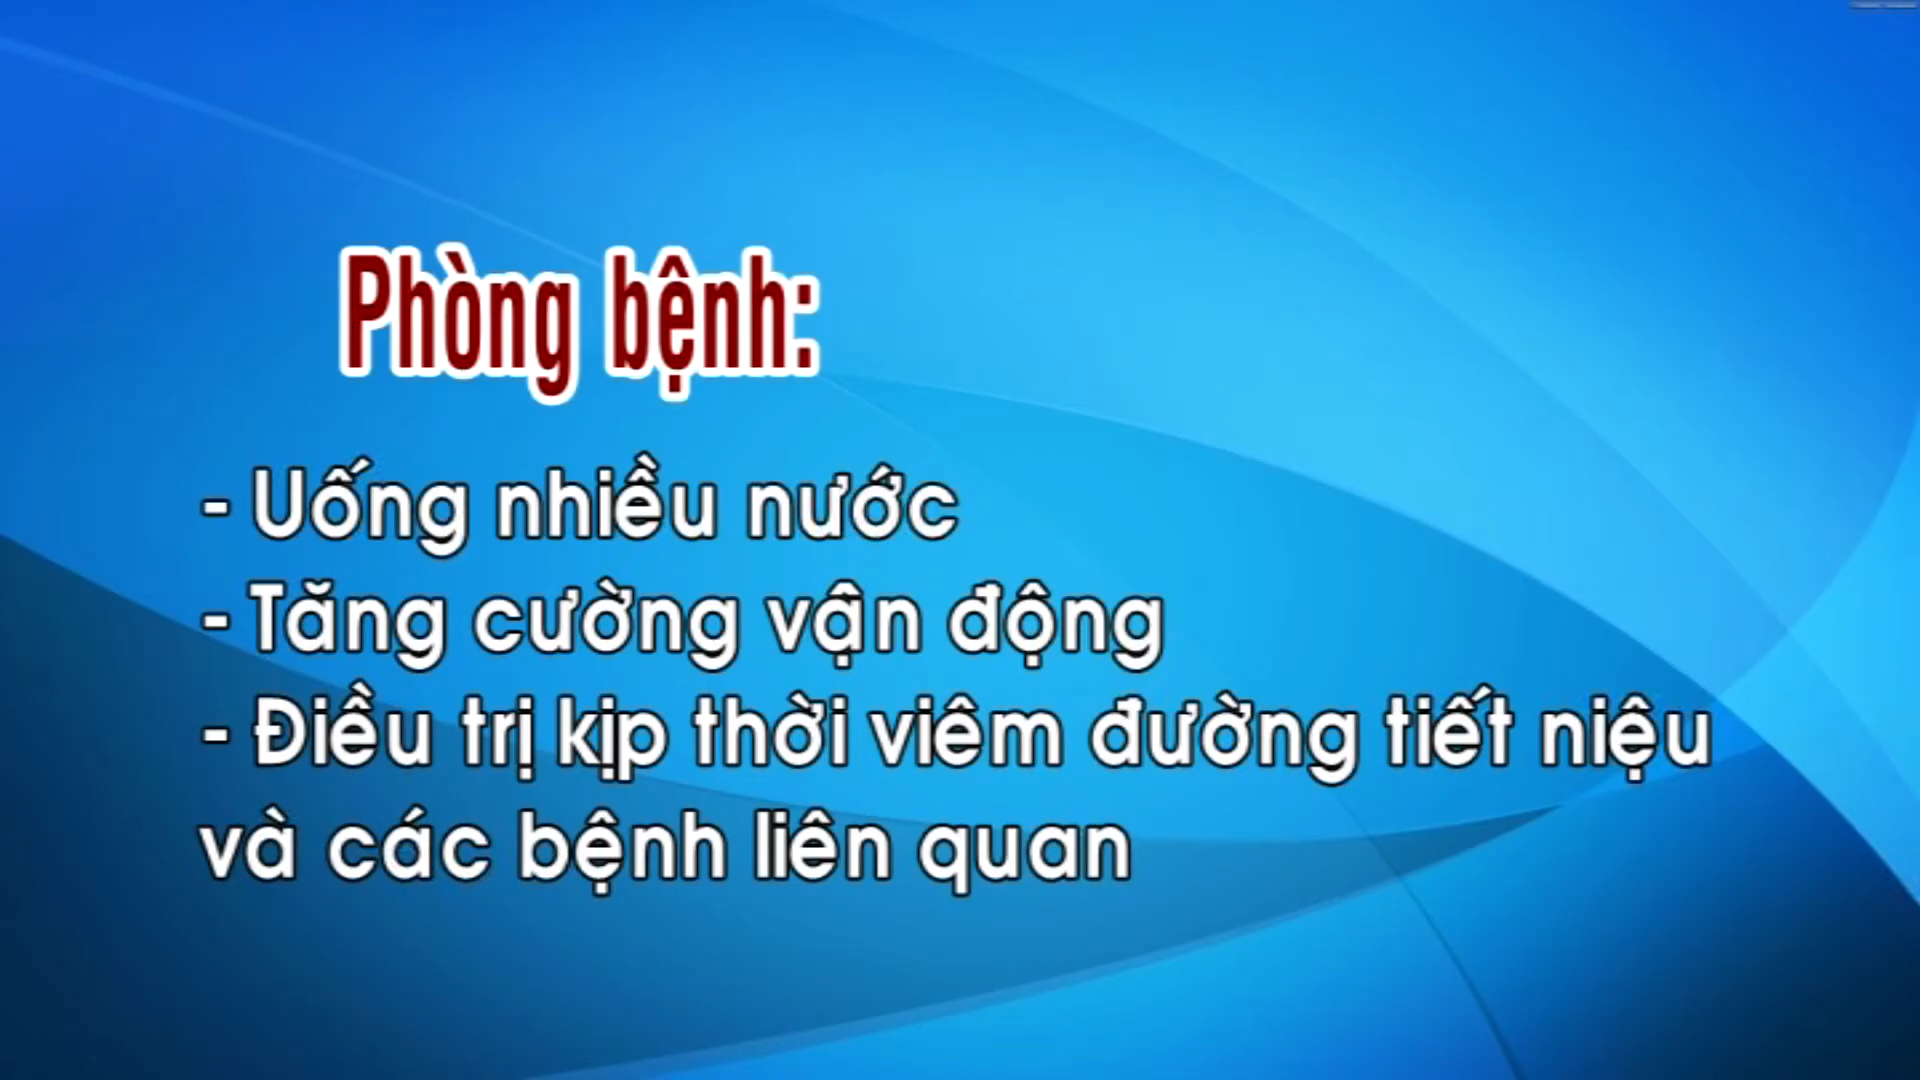 Phòng bệnh:
- Uống nhiều nước
- Tăng cường vận động
- Điều trị kịp thời viêm đường tiết niệu
và các bệnh liên quan